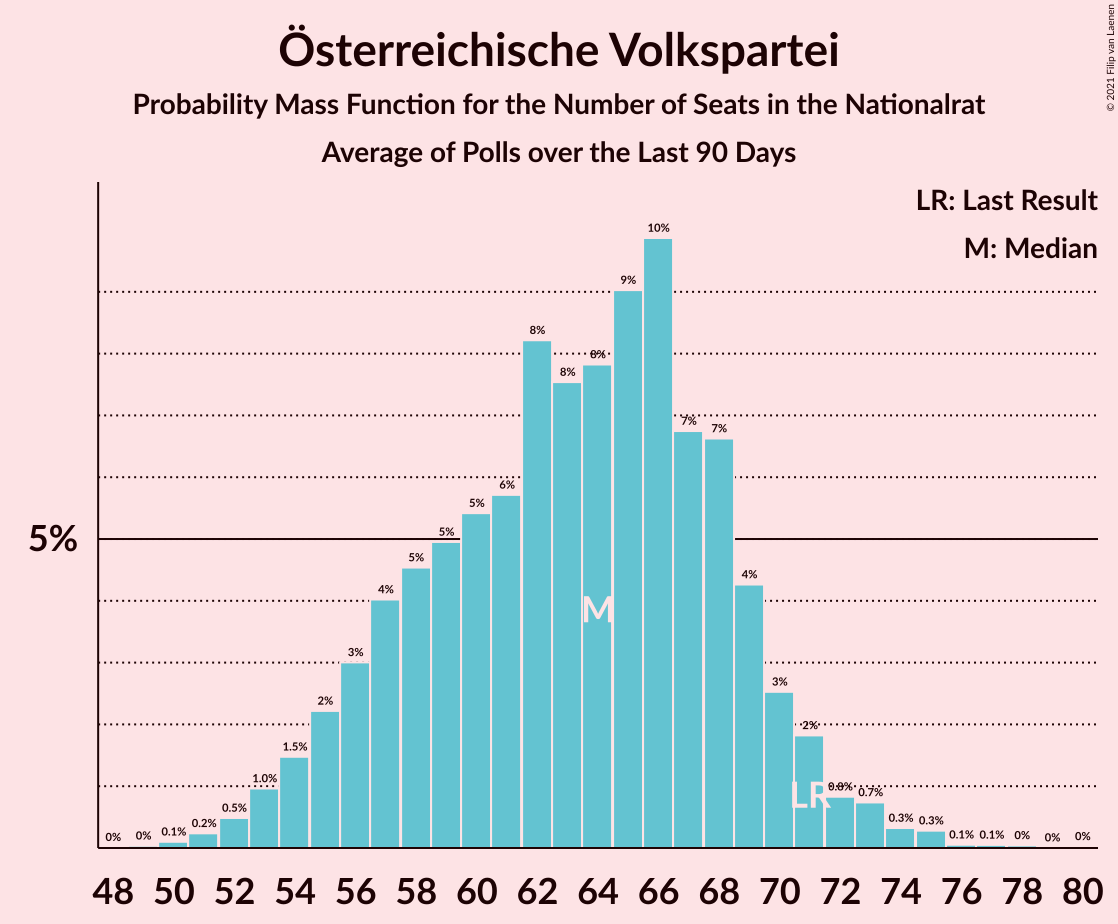 Österreichische Volkspartei
Probability Mass Function for the Number of Seats in the Nationalrat
Average of Polls over the Last 90 Days
© 2021 Filip van Laenen
LR: Last Result
M: Median
5%
0% 0% 0.1% 0.2% 0.5% 1.0% 1.5% 2% 3% 4% 5% 5% 5% 6% 8% 8% 8% 9% 10% 7% 7% 4% 3% 2% 0.8% 0.7% 0.3% 0.3% 0.1% 0.1% 0% 0% 0%
M
LR
48 50 52 54 56 58 60 62 64 66 68 70 72 74 76 78 80